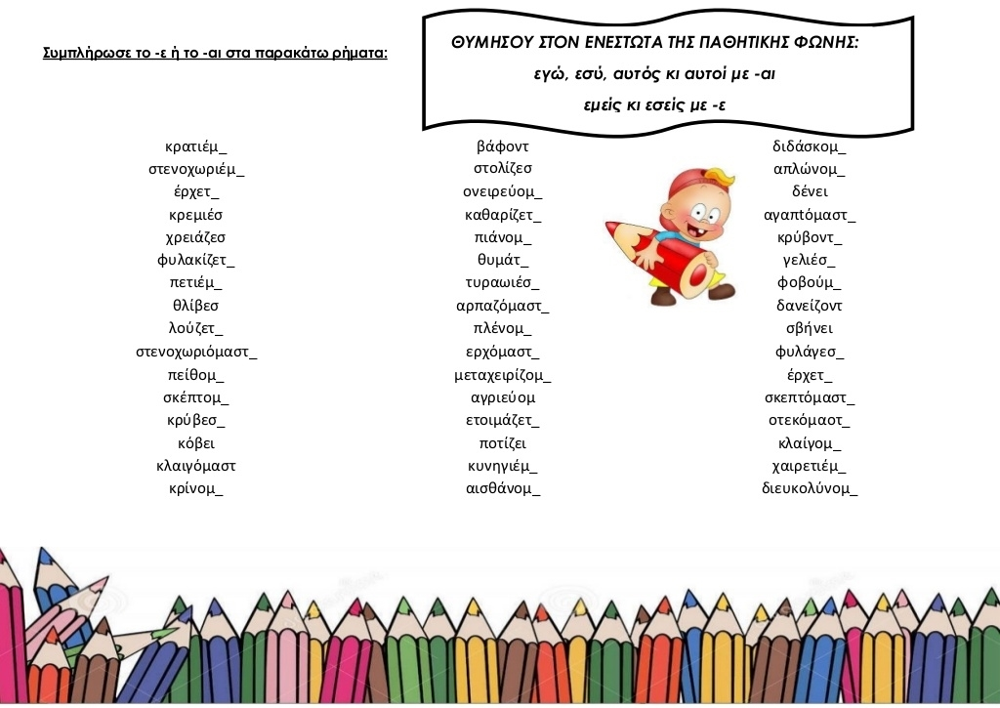 Συμπλήρωσε το -ε ή το -αι στα παρακάτω ρήματα:
ΘΥΜΗΣΟΥ ΣΤΟΝ ΕΝΕΣΤΩΤΑ ΤΗΣ ΠΑΘΗΤΙΚΗΣ ΦΩΝΗΣ:
εγώ, εσύ, αυτός κι αυτοί με -αι
εμείς κι εσείς με -ε
κρατιέμ_
στενοχωριέμ_
έρχετ_
κρεμιέσ
χρειάζεσ
φυλακίζετ_
πετιέμ_
θλίβεσ
λούζετ_
στενοχωριόμαστ_
πείθομ_
σκέπτομ_
κρύβεσ_
κόβει
κλαιγόμαστ
κρίνομ_
βάφοντ
στολίζεσ
ονειρεύομ_
καθαρίζετ_
πιάνομ_
θυμάτ_
τυραωιέσ_
αρπαζόμαστ_
πλένομ_
ερχόμαστ_
μεταχειρίζομ_
αγριεύομ
ετοιμάζετ_
ποτίζει
κυνηγιέμ_
αισθάνομ_
διδάσκομ_
απλώνομ_
δένει
αγαπτόμαστ_
κρύβοντ_
γελιέσ_
φοβούμ_
δανείζοντ
σβήνει
φυλάγεσ_
έρχετ_
σκεπτόμαστ_
οτεκόμαοτ_
κλαίγομ_
χαιρετιέμ_
διευκολύνομ_